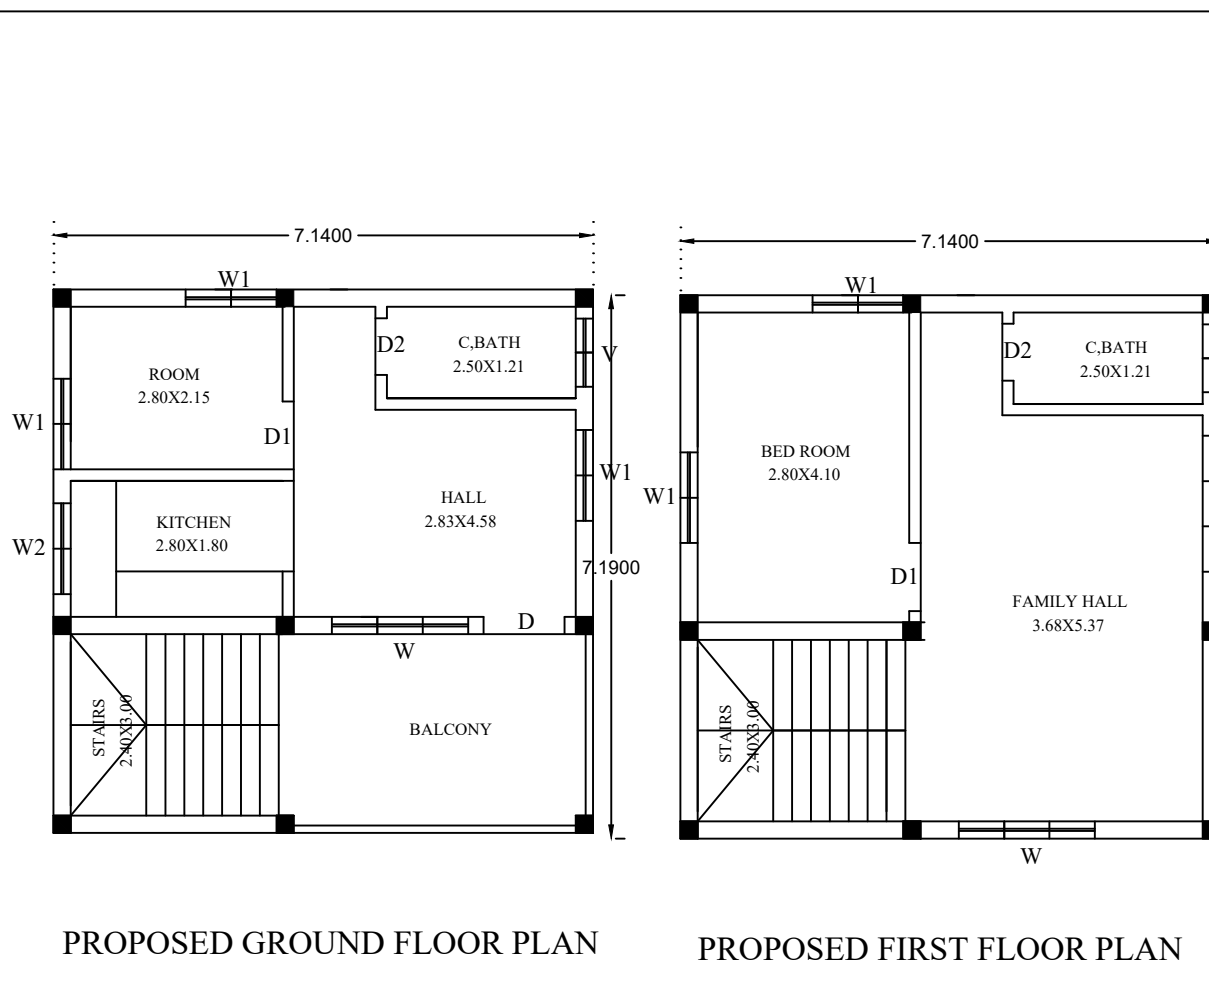 7.1400
W1
D2
C,BATH
2.50X1.21
V
ROOM
2.80X2.15
W1
D1
W1
HALL
2.83X4.58
KITCHEN
2.80X1.80
W2
7.1900
D
W
STAIRS
2.40X3.00
BALCONY
PROPOSED GROUND FLOOR PLAN
7.1400
W1
D2
C,BATH
2.50X1.21
BED ROOM
2.80X4.10
W1
D1
FAMILY HALL
3.68X5.37
STAIRS
2.40X3.00
W
PROPOSED FIRST FLOOR PLAN